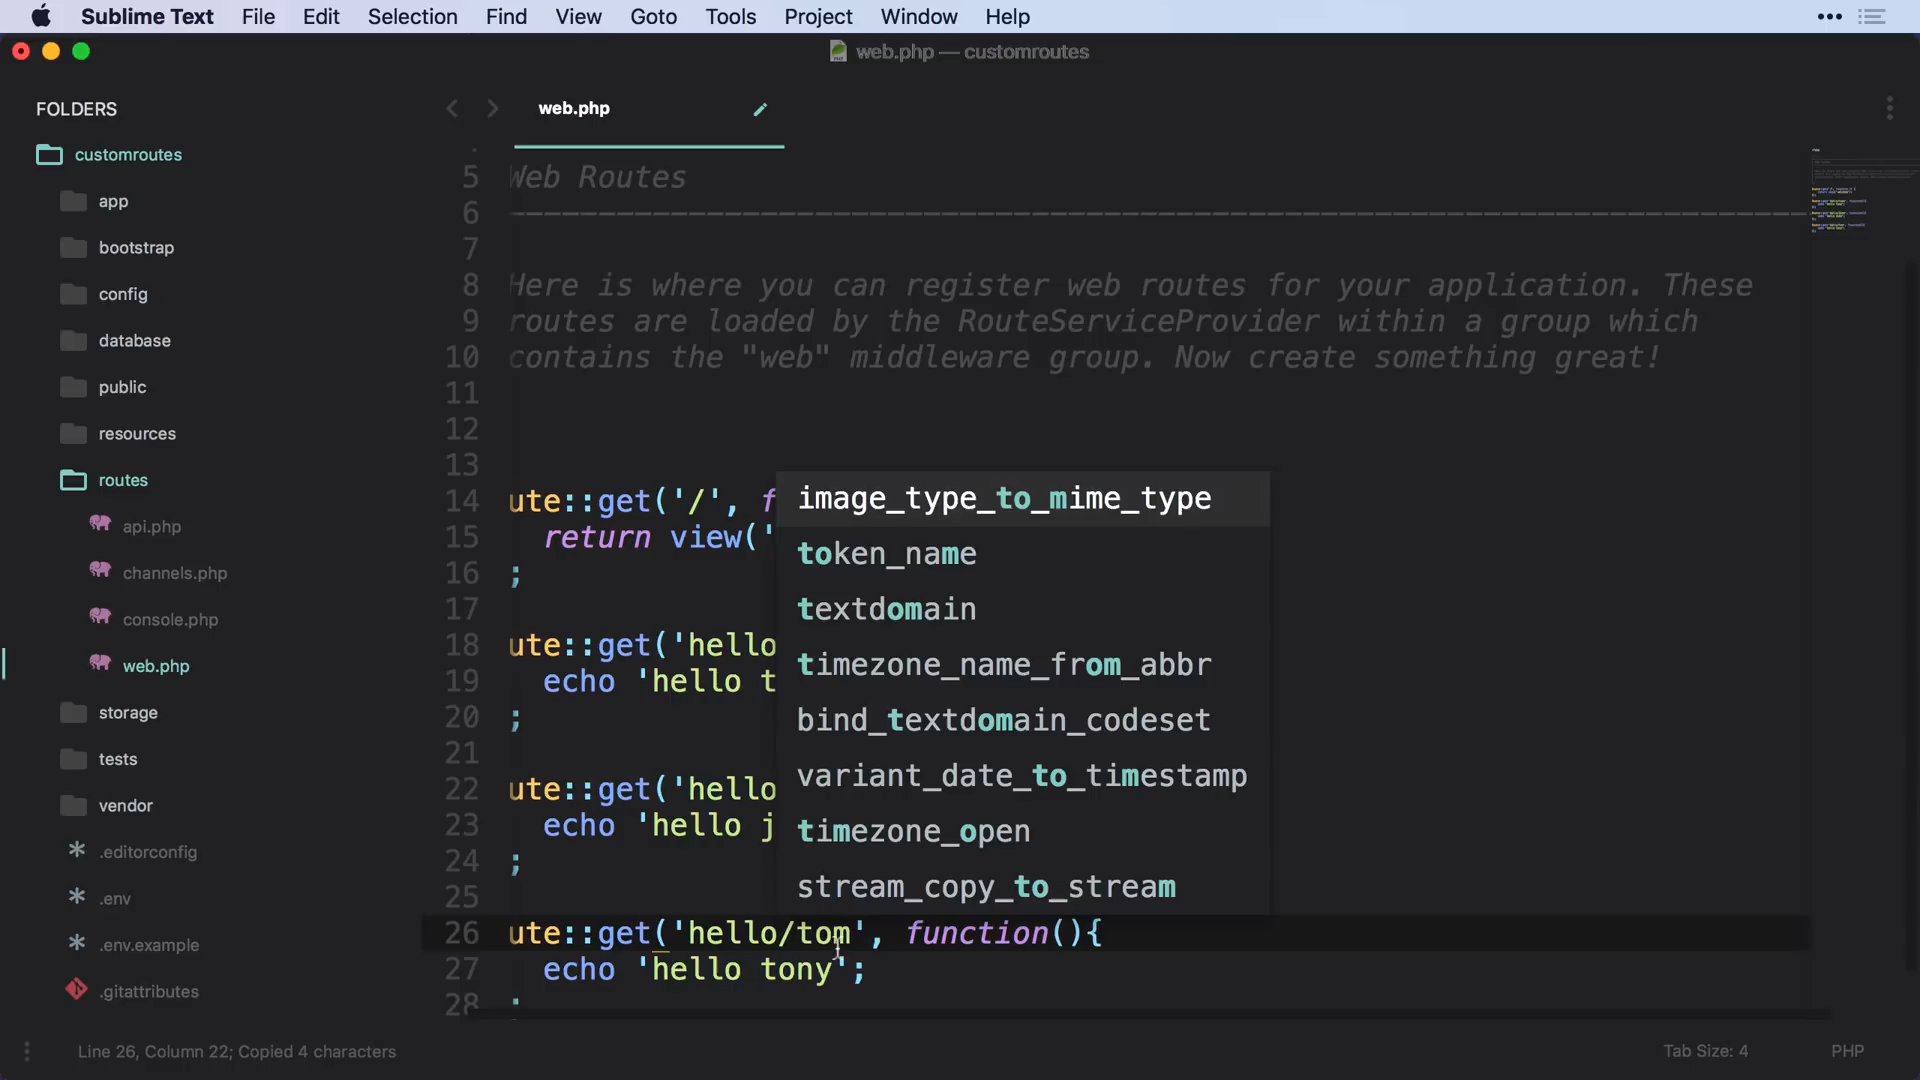 Sublime Text File Edit Selection Find View Goto Tools Project Window Help
web.php — customroutes
FOLDERS
customroutes
app
bootstrap
config
database
public
resources
routes
api.php
channels.php
console.php
web.php
storage
tests
vendor
.editorconfig
.env
.env.example
.gitattributes
web.php
5 Web Routes
6 --------------------------------------------------------------------------
7
8 Here is where you can register web routes for your application. These
9 routes are loaded by the RouteServiceProvider within a group which
10 contains the "web" middleware group. Now create something great!
11
12
13
14 ute::get('/', f
15 return view('
16 ;
17
18 ute::get('hello
19 echo 'hello t
20 ;
21
22 ute::get('hello
23 echo 'hello j
24 ;
25
26 ute::get('hello/tom', function(){
27 echo 'hello tony';
28
image_type_to_mime_type
token_name
textdomain
timezone_name_from_abbr
bind_textdomain_codeset
variant_date_to_timestamp
timezone_open
stream_copy_to_stream
Line 26, Column 22; Copied 4 characters
Tab Size: 4
PHP